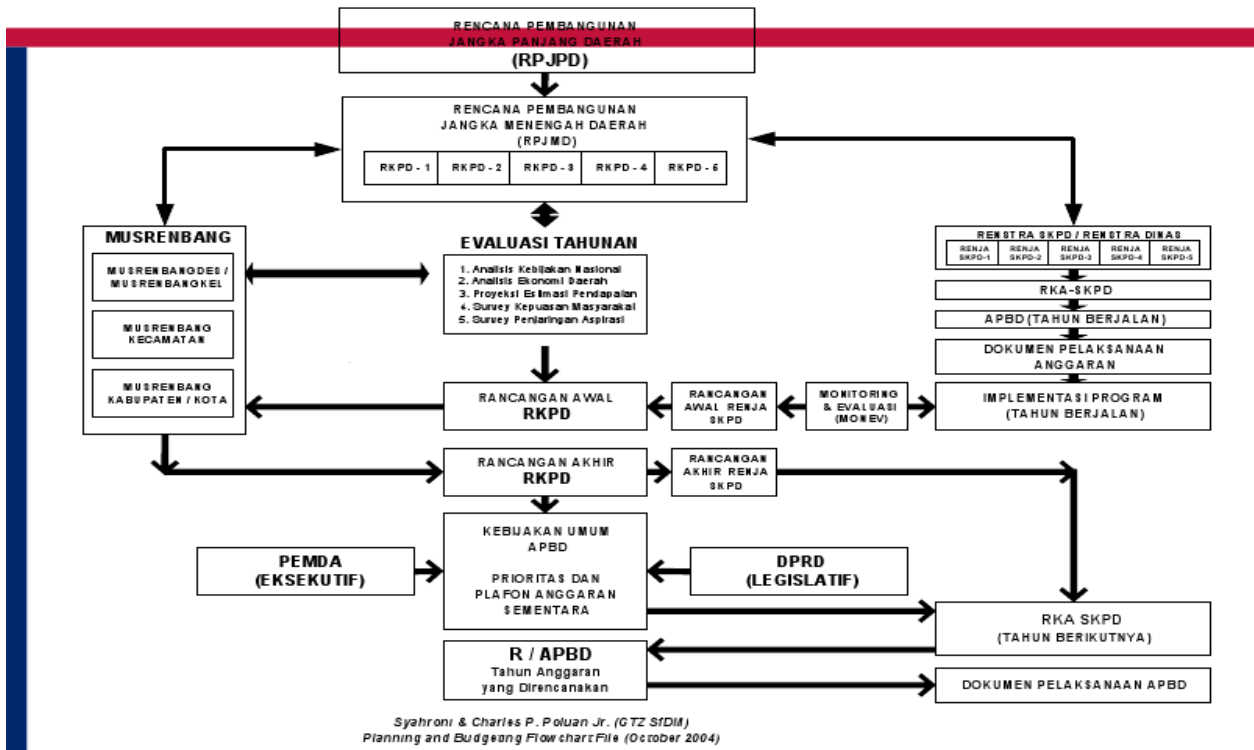 RENCANA PEMBANGUNAN
JANGKA PANJANG DAERAH
(RPJPD)
RENCANA PEMBANGUNAN
JANGKA MENENGAH DAERAH
(RPJMD)
RKPD - 1
RKPD - 2
RKPD - 3
RKPD - 4
RKPD - 5
MUSRENBANG
MUSRENBANGDES /
MUSRENBANGKEL
MUSRENBANG
KECAMATAN
MUSRENBANG
KABUPATEN / KOTA
EVALUASI TAHUNAN
1. Analisis Kebijakan Nasional
2. Analisis Ekonomi Daerah
3. Proyeksi Estimasi Pendapatan
4. Survey Kepuasan Masyarakat
5. Survey Penjaringan Aspirasi
RENSTRA SKPD / RENSTRA DINAS
RENJA
SKPD-1
RENJA
SKPD-2
RENJA
SKPD-3
RENJA
SKPD-4
RENJA
SKPD-5
RKA-SKPD
APBD (TAHUN BERJALAN)
DOKUMEN PELAKSANAAN
ANGGARAN
IMPLEMENTASI PROGRAM
(TAHUN BERJALAN)
MONITORING
& EVALUASI
(MONEV)
RANCANGAN
AWAL RENJA
SKPD
RANCANGAN AWAL
RKPD
RANCANGAN AKHIR
RKPD
RANCANGAN
AKHIR RENJA
SKPD
KEBIJAKAN UMUM
APBD
PRIORITAS DAN
PLAFON ANGGARAN
SEMENTARA
PEMDA
(EKSEKUTIF)
DPRD
(LEGISLATIF)
RKA SKPD
(TAHUN BERIKUTNYA)
R / APBD
Tahun Anggaran
yang Direncanakan
DOKUMEN PELAKSANAAN APBD
Syahroni & Charles P. Poluan Jr. (GTZ SfDM)
Planning and Budgeting Flowchart File (October 2004)